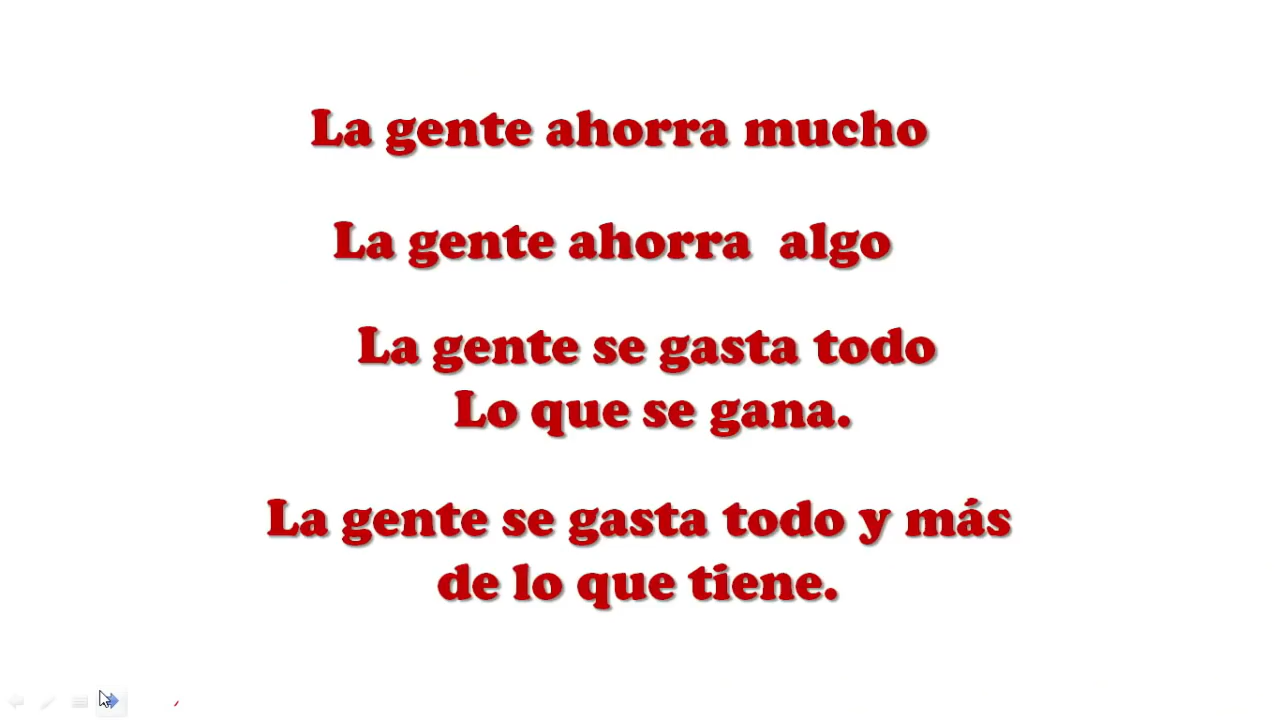 La gente ahorra mucho
La gente ahorra algo
La gente se gasta todo
Lo que se gana.
La gente se gasta todo y más
de lo que tiene.